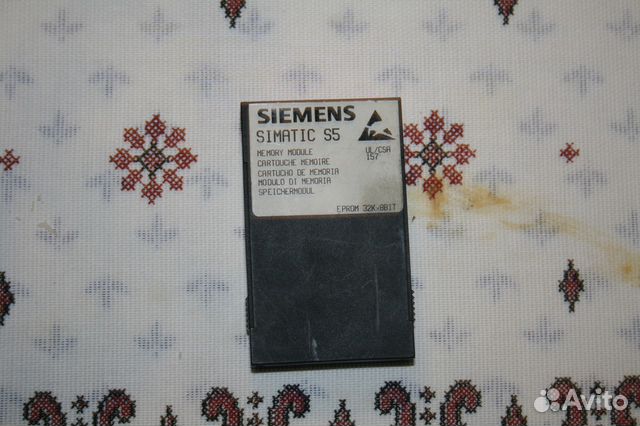 SIEMENS
SIMATIC S5
MEMORY MODULE UL/CSA
CARTOUCHE MEMOIRE 157
CARTUCHO DE MEMORIA
MODULO DI MEMORIA
SPEICHERMODUL
EPROM 32K×8BIT
Avito